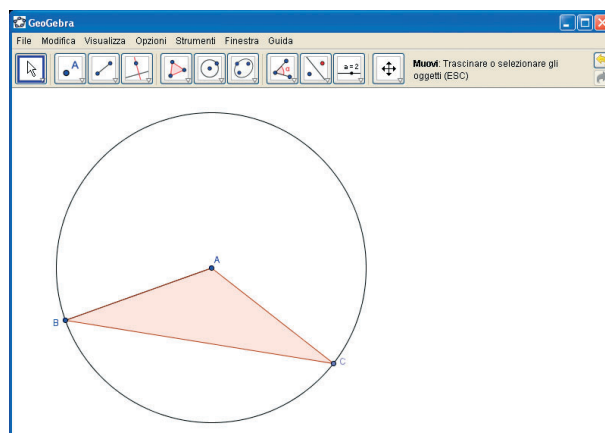 GeoGebra
File Modifica Visualizza Opzioni Strumenti Finestra Guida
A
α
a=2
Muovi: Trascinare o selezionare gli
oggetti (ESC)
A
B
C